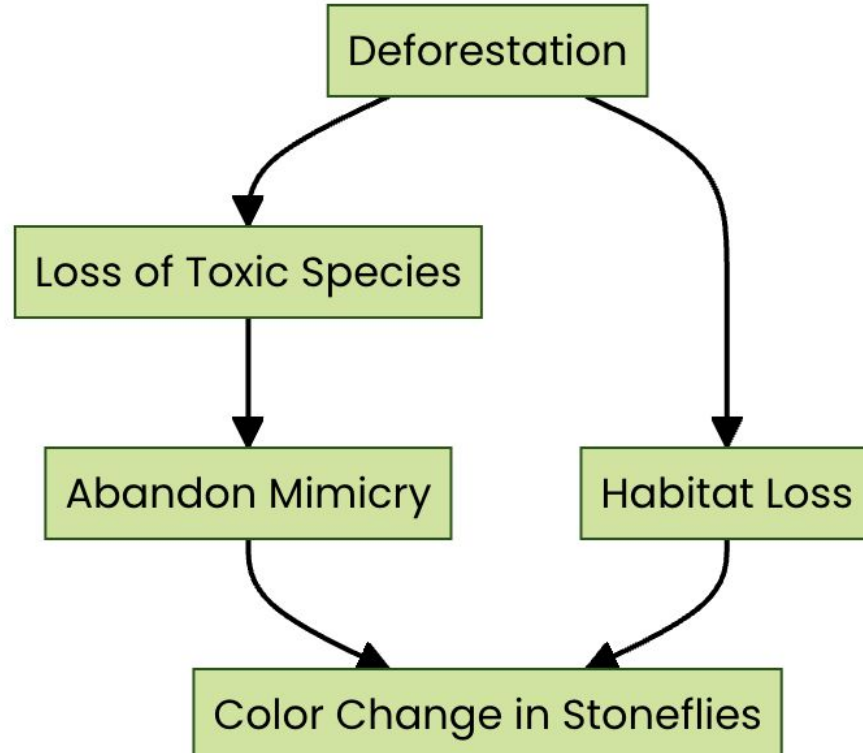 Deforestation
Loss of Toxic Species
Abandon Mimicry
Habitat Loss
Color Change in Stoneflies